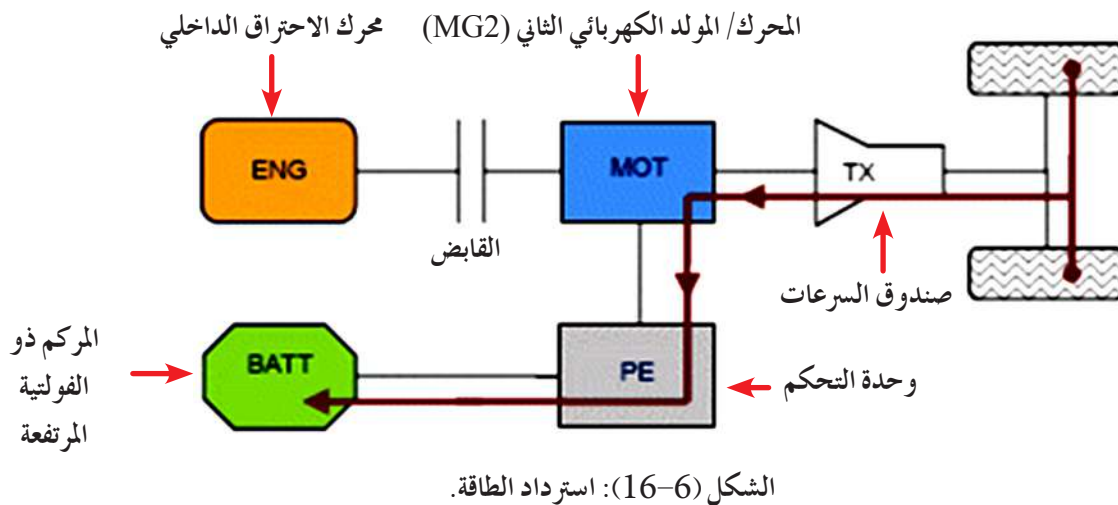 محرك الاحتراق الداخلي
المحرك/ المولد الكهربائي الثاني (MG2)
ENG
MOT
TX
القابض
صندوق السرعات
المركم ذو
الفولتية
المرتفعة
BATT
PE
وحدة التحكم
الشكل (6-16): استرداد الطاقة.